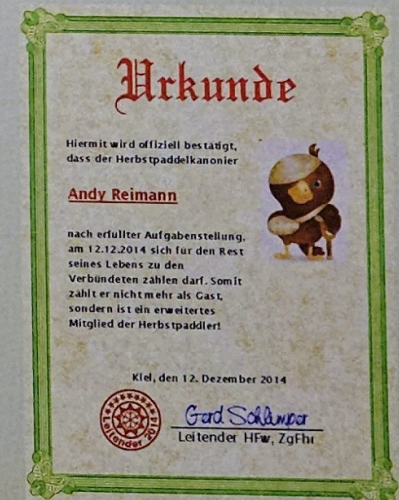 Urkunde
Hiermit wird offiziell bestätigt,
dass der Herbstpaddelkanonier
Andy Reimann
nach erfüllter Aufgabenstellung,
am 12.12.2014 sich für den Rest
seines Lebens zu den
Verbündeten zählen darf. Somit
zählt er nicht mehr als Gast,
sondern ist ein erweitertes
Mitglied der Herbstpaddler!
Kiel, den 12. Dezember 2014
Leitender 2014
Gerd Schlamper
Leitender HFw, ZgFhr